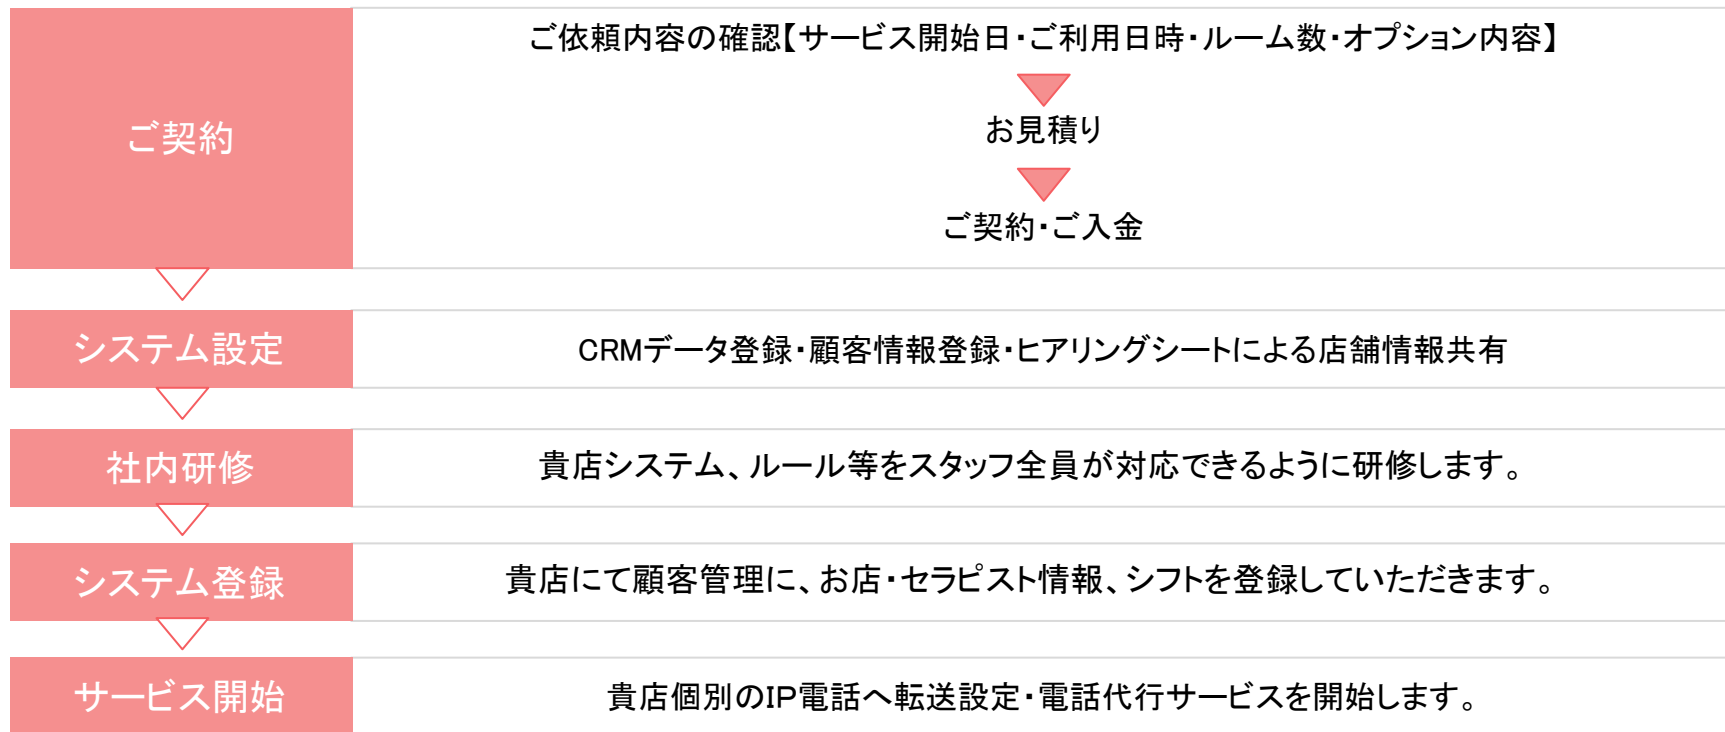 ご契約
ご依頼内容の確認【サービス開始日・ご利用日時・ルーム数・オプション内容】
お見積り
ご契約・ご入金
システム設定
CRMデータ登録・顧客情報登録・ヒアリングシートによる店舗情報共有
社内研修
貴店システム、ルール等をスタッフ全員が対応できるように研修します。
システム登録
貴店にて顧客管理に、お店・セラピスト情報、シフトを登録していただきます。
サービス開始
貴店個別のIP電話へ転送設定・電話代行サービスを開始します。